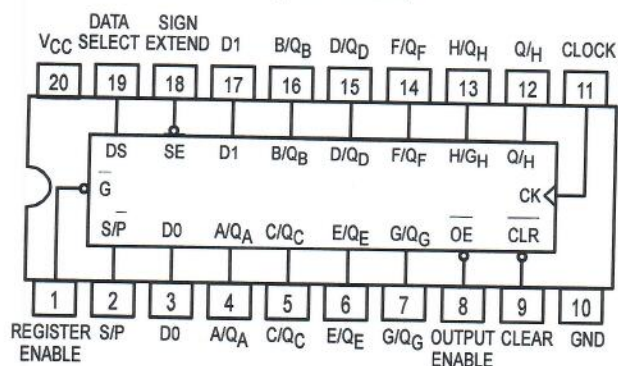 DATA SIGN
VCC SELECT EXTEND D1 B/QB D/QD F/QF H/QH Q/H CLOCK
20 19 18 17 16 15 14 13 12 11
DS SE D1 B/QB D/QD F/QF H/GH Q/H
G
CK
S/P D0 A/QA C/QC E/QE G/QG OE CLR
1 2 3 4 5 6 7 8 9 10
REGISTER S/P D0 A/QA C/QC E/QE G/QG OUTPUT CLEAR GND
ENABLE ENABLE